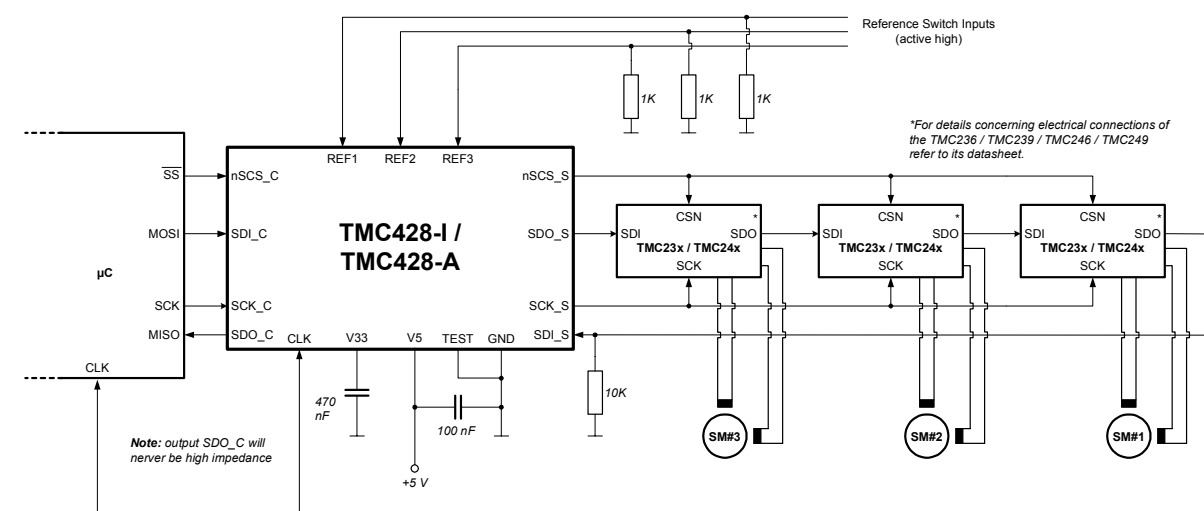 Reference Switch Inputs
(active high)
1K
1K
1K
*For details concerning electrical connections of
the TMC236 / TMC239 / TMC246 / TMC249
refer to its datasheet.
REF1
REF2
REF3
SS
nSCS_C
nSCS_S
CSN
*
CSN
*
CSN
*
MOSI
SDI_C
TMC428-I /
TMC428-A
SDO_S
SDI
SDO
SDI
SDO
SDI
SDO
TMC23x / TMC24x
TMC23x / TMC24x
TMC23x / TMC24x
µC
SCK
SCK
SCK
SCK
SCK_C
SCK_S
MISO
SDO_C
CLK
V33
V5
TEST
GND
SDI_S
CLK
470
nF
100 nF
10K
Note: output SDO_C will
nerver be high impedance
+5 V
SM#3
SM#2
SM#1